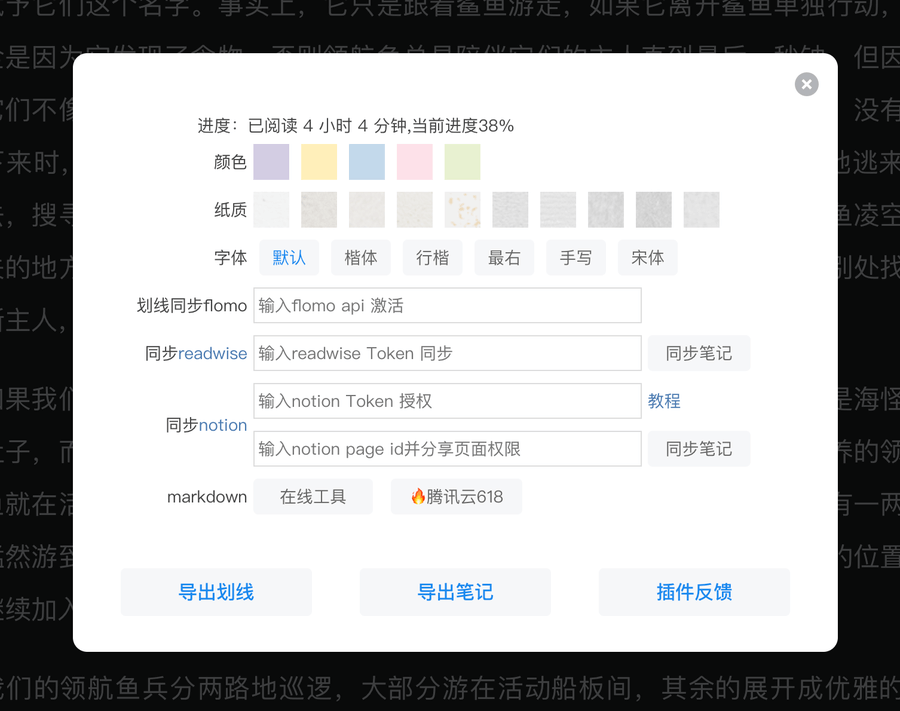 予它们这个名字。事实上，它只是跟着鲨鱼游走，如果它离开鲨鱼单独行动，
是因为它发现了食物，否则领航鱼总是陪伴它们的主人直到最后一秒钟。但因
们不像
没有
进度：已阅读 4 小时 4 分钟,当前进度38%
来时，
颜色
逃来
搜寻
纸质
鱼凌空
的地方
字体 默认 楷体 行楷 最右 手写 宋体
别处找
主人，
划线同步flomo 输入flomo api 激活
同步readwise 输入readwise Token 同步 同步笔记
果我们
输入notion Token 授权 教程
是海怪
同步notion
子，而
输入notion page id并分享页面权限 同步笔记
养的领
就在活
markdown 在线工具 🔥腾讯云618
有一两
然游到
的位置
导出划线 导出笔记 插件反馈
继续加入
我们的领航鱼兵分两路地巡逻，大部分游在活动船板间，其余的展开成优雅的